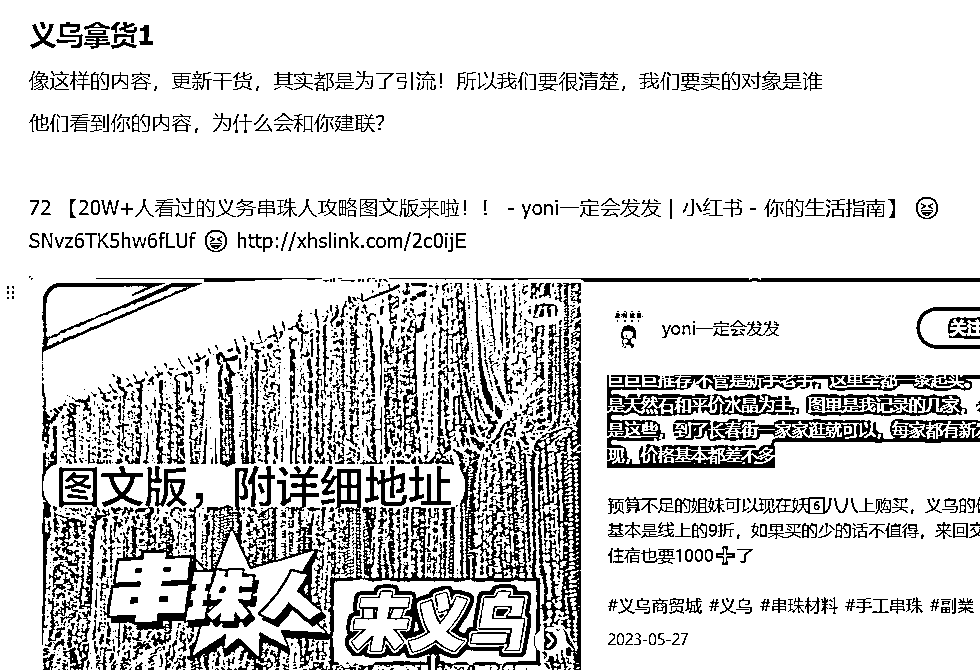 义乌拿货1
像这样的内容，更新干货，其实都是为了引流！所以我们要很清楚，我们要卖的对象是谁
他们看到你的内容，为什么会和你建联？
72 【20W+人看过的义务串珠人攻略图文版来啦！！ - yoni一定会发发 | 小红书 - 你的生活指南】 😆
SNvz6TK5hw6fLUf 😆 http://xhslink.com/2c0ijE
图文版，附详细地址
串珠人
来义乌
yoni一定会发发
关注
巨巨巨推荐，不管是新手老手，这里全都一条龙买，
是天然石和平价水晶为主，图里是我记录的几家，
是这些，到了长春街一家家逛就可以，每家都有新
现，价格基本都差不多
预算不足的姐妹可以现在妖6八八上购买，义乌的
基本是线上的9折，如果买的少的话不值得，来回交
住宿也要1000➕了
#义乌商贸城 #义乌 #串珠材料 #手工串珠 #副業
2023-05-27